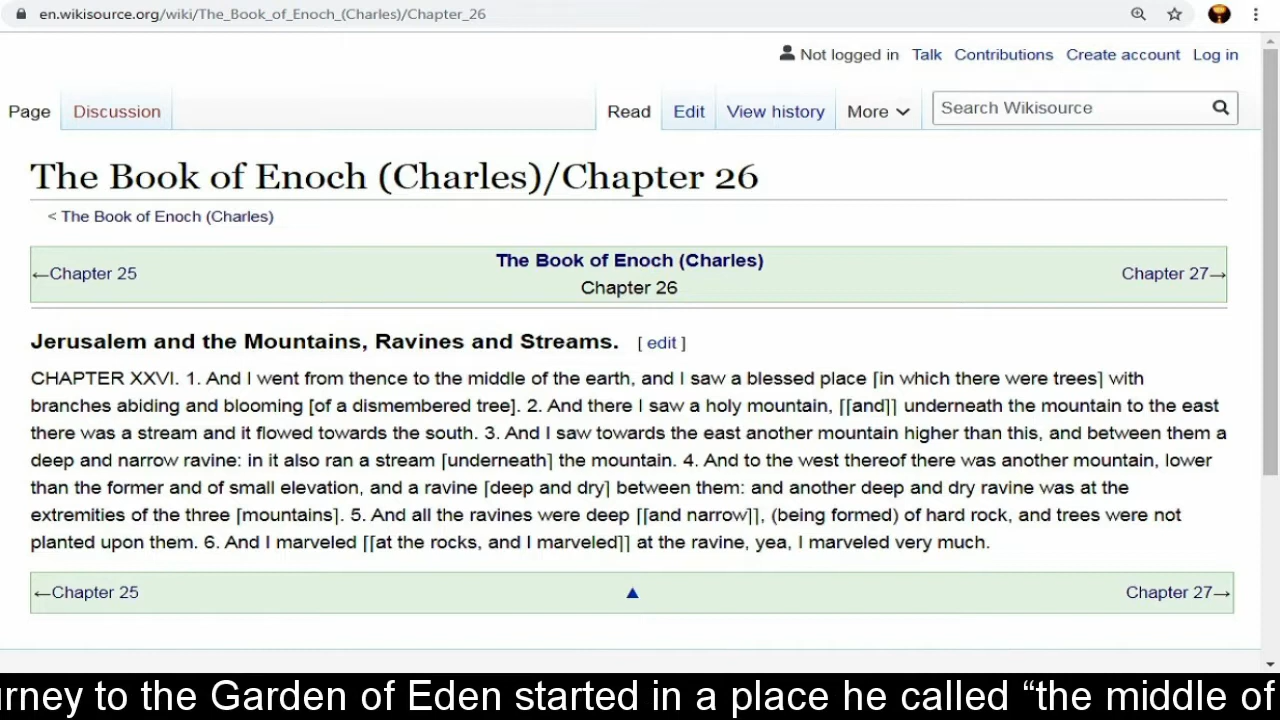 en.wikisource.org/wiki/The_Book_of_Enoch_(Charles)/Chapter_26
Not logged in Talk Contributions Create account Log in
Page Discussion Read Edit View history More Search Wikisource
The Book of Enoch (Charles)/Chapter 26
< The Book of Enoch (Charles)
The Book of Enoch (Charles)
←Chapter 25 Chapter 26 Chapter 27→
Jerusalem and the Mountains, Ravines and Streams. [ edit ]
CHAPTER XXVI. 1. And I went from thence to the middle of the earth, and I saw a blessed place [in which there were trees] with
branches abiding and blooming [of a dismembered tree]. 2. And there I saw a holy mountain, [[and]] underneath the mountain to the east
there was a stream and it flowed towards the south. 3. And I saw towards the east another mountain higher than this, and between them a
deep and narrow ravine: in it also ran a stream [underneath] the mountain. 4. And to the west thereof there was another mountain, lower
than the former and of small elevation, and a ravine [deep and dry] between them: and another deep and dry ravine was at the
extremities of the three [mountains]. 5. And all the ravines were deep [[and narrow]], (being formed) of hard rock, and trees were not
planted upon them. 6. And I marveled [[at the rocks, and I marveled]] at the ravine, yea, I marveled very much.
←Chapter 25 ▲ Chapter 27→
urney to the Garden of Eden started in a place he called “the middle of